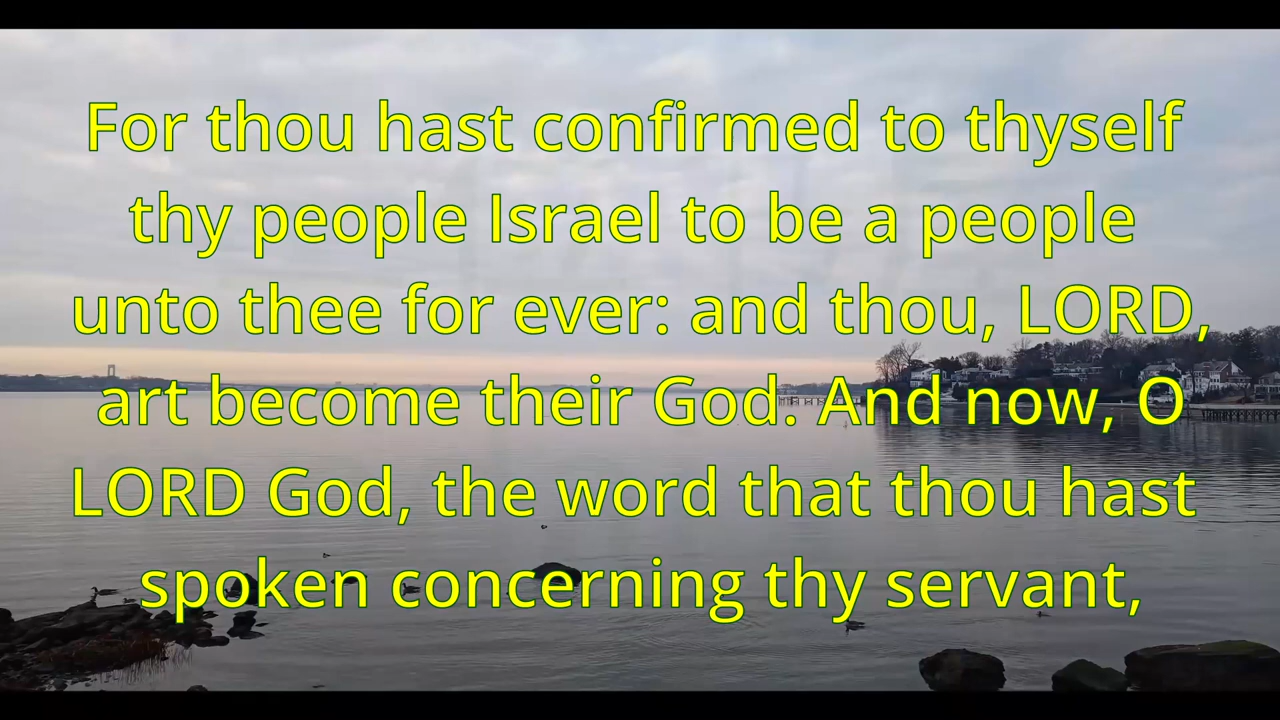 For thou hast confirmed to thyself
thy people Israel to be a people
unto thee for ever: and thou, LORD,
art become their God. And now, O
LORD God, the word that thou hast
spoken concerning thy servant,